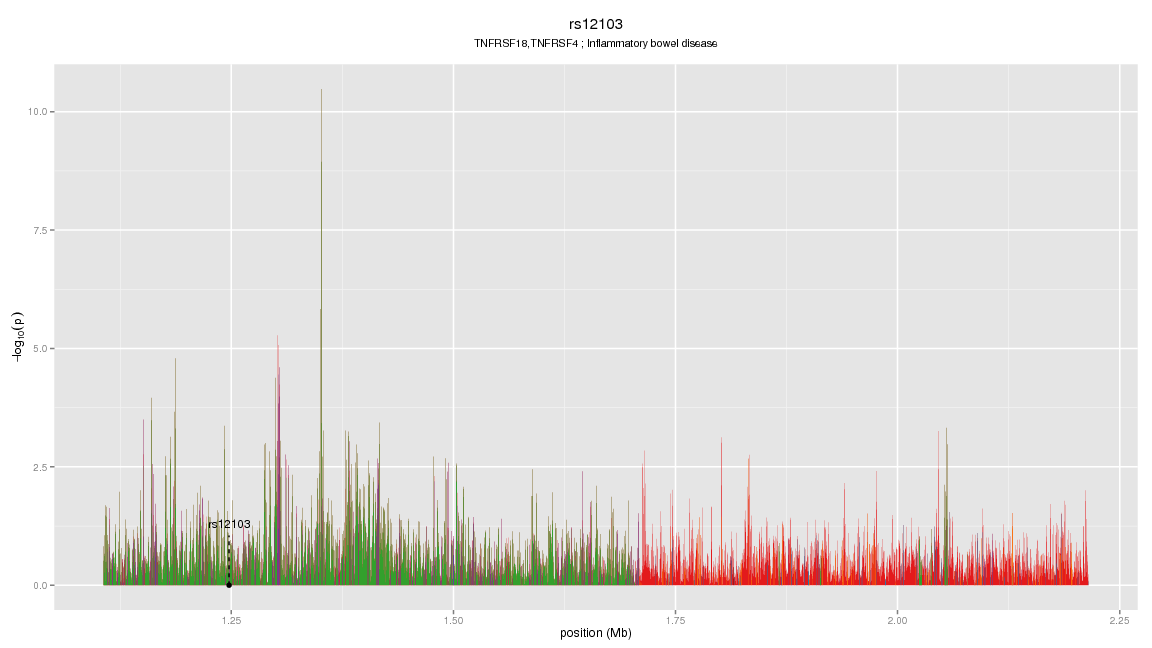 rs12103
TNFRSF18,TNFRSF4 ; Inflammatory bowel disease
10.0
7.5
5.0
2.5
0.0
−log10(p)
rs12103
1.25
1.50
1.75
2.00
2.25
position (Mb)